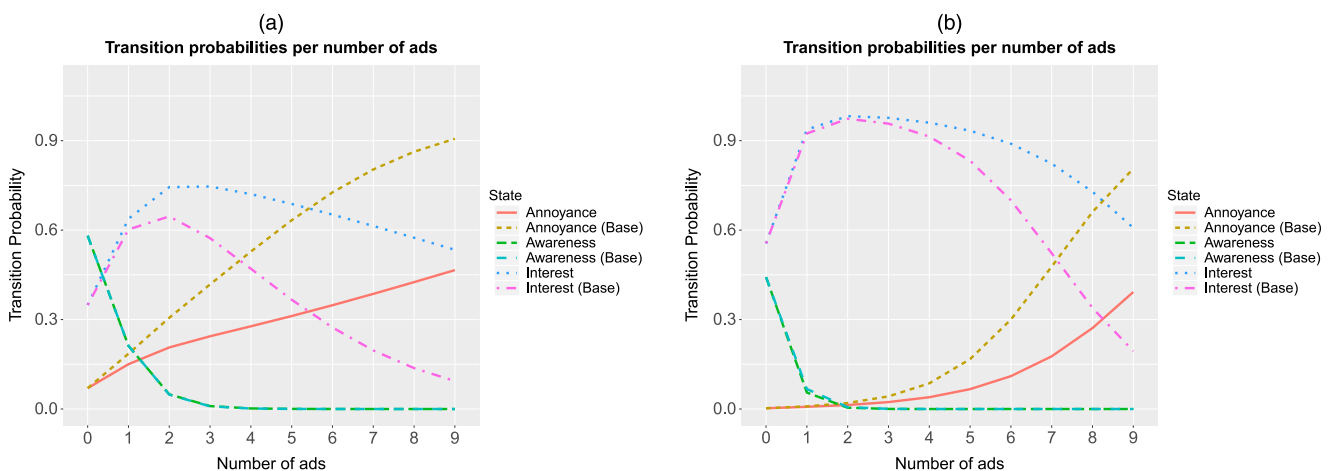 (a)
Transition probabilities per number of ads
Transition Probability
0.9
0.6
0.3
0.0
0 1 2 3 4 5 6 7 8 9
Number of ads
State
Annoyance
Annoyance (Base)
Awareness
Awareness (Base)
Interest
Interest (Base)
(b)
Transition probabilities per number of ads
Transition Probability
0.9
0.6
0.3
0.0
0 1 2 3 4 5 6 7 8 9
Number of ads
State
Annoyance
Annoyance (Base)
Awareness
Awareness (Base)
Interest
Interest (Base)